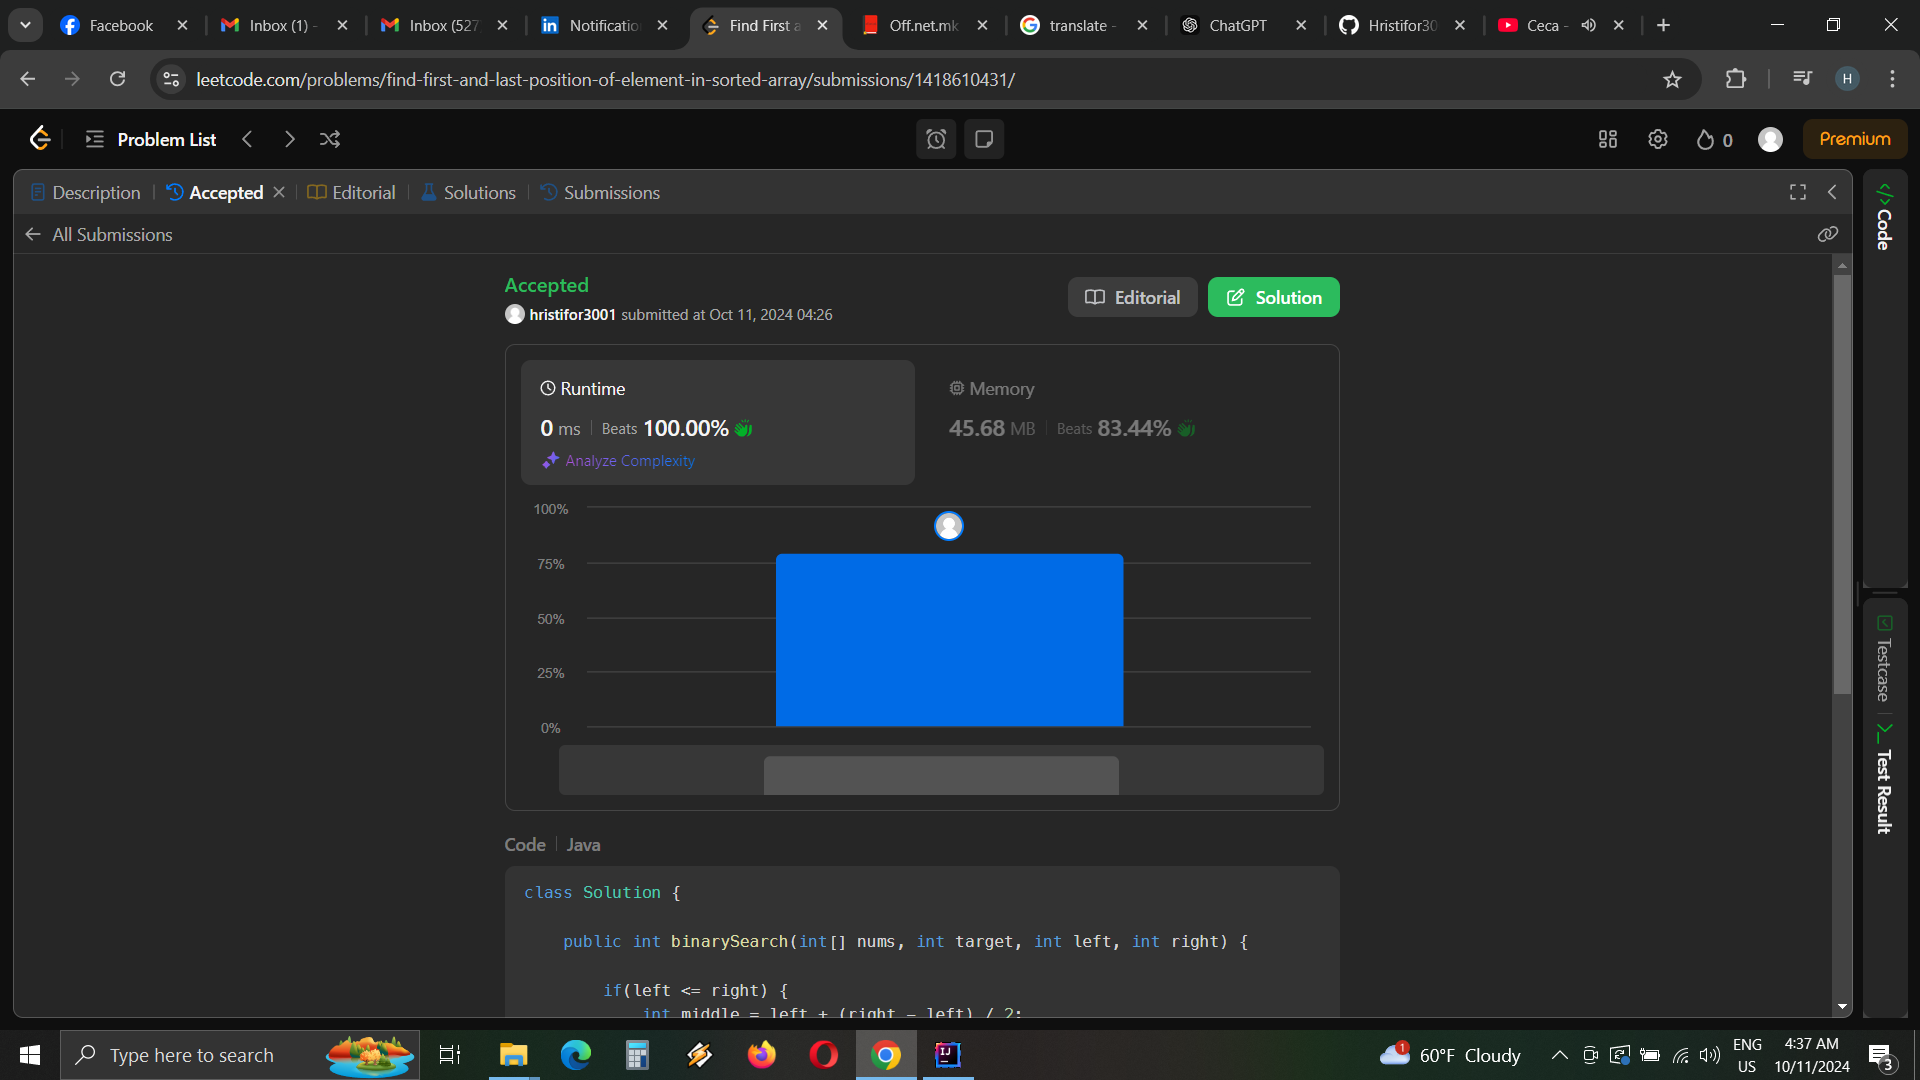 Facebook
Inbox (1) -
Inbox (527
Notificatio
Find First a
Off.net.mk
translate -
ChatGPT
Hristifor30
Ceca -
leetcode.com/problems/find-first-and-last-position-of-element-in-sorted-array/submissions/1418610431/
H
Problem List
0
Premium
Description
Accepted
Editorial
Solutions
Submissions
All Submissions
Accepted
hristifor3001 submitted at Oct 11, 2024 04:26
Editorial
Solution
Runtime
0 ms
Beats 100.00%
Analyze Complexity
Memory
45.68 MB
Beats 83.44%
100%
75%
50%
25%
0%
Code
Java
class Solution {
public int binarySearch(int[] nums, int target, int left, int right) {
if(left <= right) {
int middle = left + (right - left) / 2;
Code
Testcase
Test Result
Type here to search
IJ
1
60°F Cloudy
ENG
US
4:37 AM
10/11/2024
3